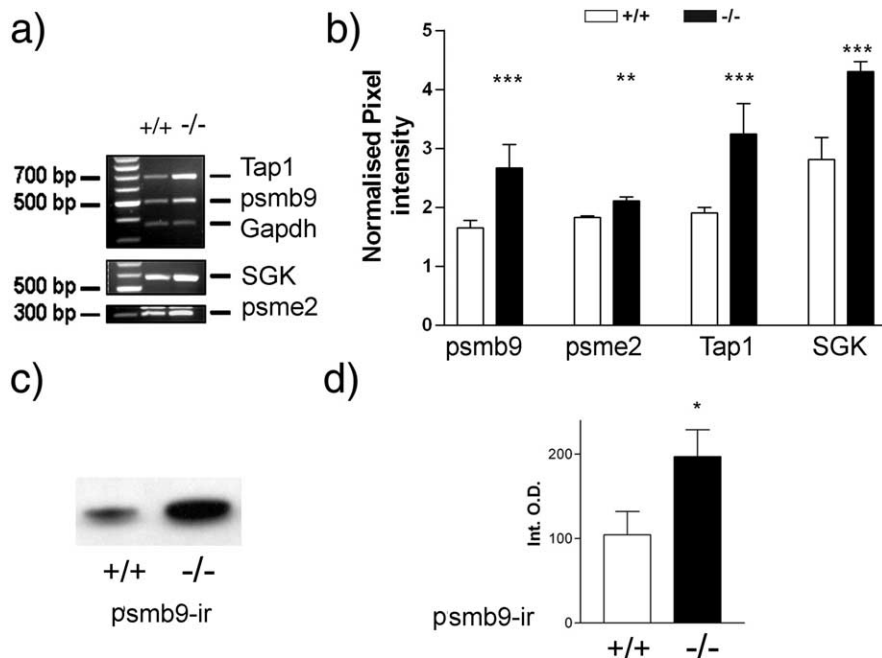 a)
+/+ -/-
700 bp
500 bp
Tap1
psmb9
Gapdh
500 bp
SGK
300 bp
psme2
b)
+/+ -/-
Normalised Pixel
intensity
5
4
3
2
1
0
*** ** *** ***
psmb9 psme2 Tap1 SGK
c)
+/+ -/-
psmb9-ir
d)
*
Int. O.D.
200
100
0
psmb9-ir
+/+ -/-